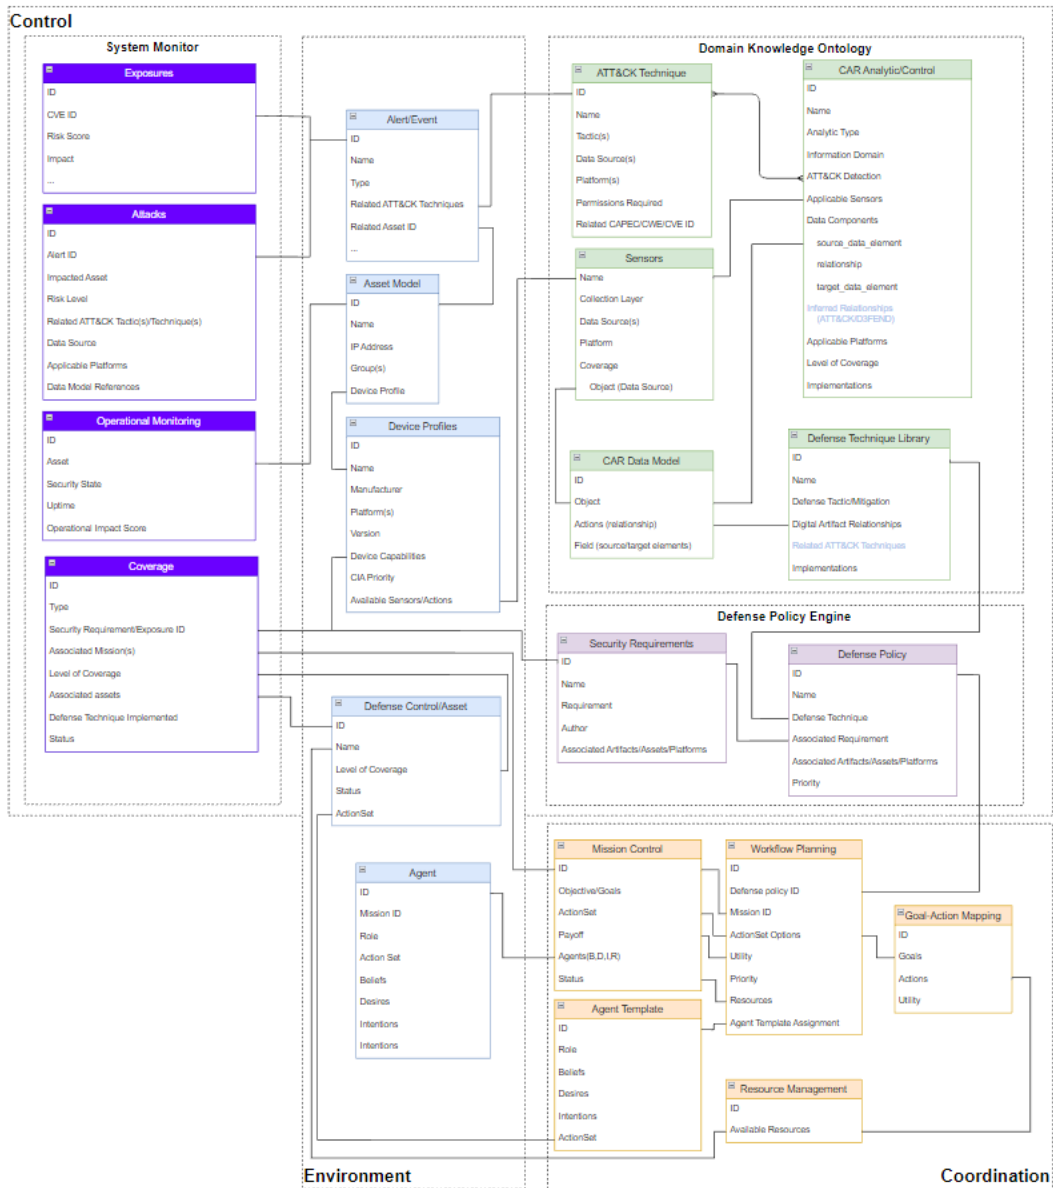 Control
System Monitor
Exposures
ID
CVE ID
Risk Score
Impact
...
Attacks
ID
Alert ID
Impacted Asset
Risk Level
Related ATT&CK Tactic(s)/Technique(s)
Data Source
Applicable Platforms
Data Model References
Operational Monitoring
ID
Asset
Security State
Uptime
Operational Impact Score
Coverage
ID
Type
Security Requirement/Exposure ID
Associated Mission(s)
Level of Coverage
Associated assets
Defense Technique Implemented
Status
Alert/Event
ID
Name
Type
Related ATT&CK Techniques
Related Asset ID
...
Asset Model
ID
Name
IP Address
Group(s)
Device Profile
Device Profiles
ID
Name
Manufacturer
Platform(s)
Version
Device Capabilities
CIA Priority
Available Sensors/Actions
Defense Control/Asset
ID
Name
Level of Coverage
Status
ActionSet
Agent
ID
Mission ID
Role
Action Set
Beliefs
Desires
Intentions
Intentions
Environment
Domain Knowledge Ontology
ATT&CK Technique
ID
Name
Tactic(s)
Data Source(s)
Platform(s)
Permissions Required
Related CAPEC/CWE/CVE ID
Sensors
Name
Collection Layer
Data Source(s)
Platform
Coverage
Object (Data Source)
CAR Data Model
ID
Object
Actions (relationship)
Field (source/target elements)
CAR Analytic/Control
ID
Name
Analytic Type
Information Domain
ATT&CK Detection
Applicable Sensors
Data Components
source_data_element
relationship
target_data_element
Inferred Relationships
(ATT&CK/D3FEND)
Applicable Platforms
Level of Coverage
Implementations
Defense Technique Library
ID
Name
Defense Tactic/Mitigation
Digital Artifact Relationships
Related ATT&CK Techniques
Implementations
Defense Policy Engine
Security Requirements
ID
Name
Requirement
Author
Associated Artifacts/Assets/Platforms
Defense Policy
ID
Name
Defense Technique
Associated Requirement
Associated Artifacts/Assets/Platforms
Priority
Mission Control
ID
Objective/Goals
ActionSet
Payoff
Agents(B,D,I,R)
Status
Agent Template
ID
Role
Beliefs
Desires
Intentions
ActionSet
Workflow Planning
ID
Defense policy ID
Mission ID
ActionSet Options
Utility
Priority
Resources
Agent Template Assignment
Resource Management
ID
Available Resources
Goal-Action Mapping
ID
Goals
Actions
Utility
Coordination